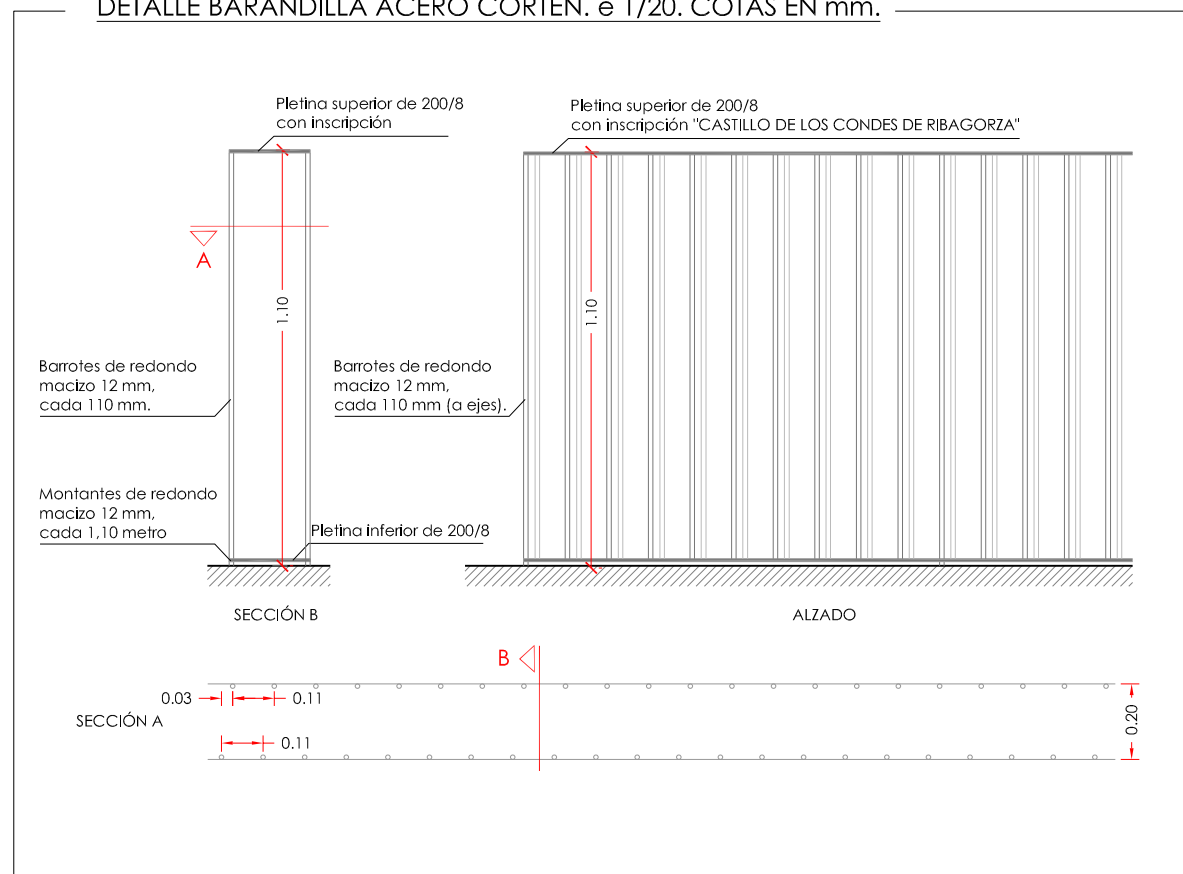 DETALLE BARANDILLA ACERO CORTEN. e 1/20. COTAS EN mm.
Pletina superior de 200/8
con inscripción
Pletina superior de 200/8
con inscripción "CASTILLO DE LOS CONDES DE RIBAGORZA"
A
1.10
1.10
Barrotes de redondo
macizo 12 mm,
cada 110 mm.
Barrotes de redondo
macizo 12 mm,
cada 110 mm (a ejes).
Montantes de redondo
macizo 12 mm,
cada 1,10 metro
Pletina inferior de 200/8
SECCIÓN B
ALZADO
B
0.03
0.11
SECCIÓN A
0.20
0.11